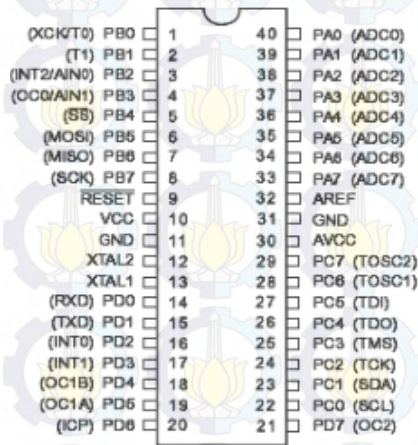 (XCK/T0) PB0 1 40 PA0 (ADC0)
(T1) PB1 2 39 PA1 (ADC1)
(INT2/AIN0) PB2 3 38 PA2 (ADC2)
(OC0/AIN1) PB3 4 37 PA3 (ADC3)
(SS) PB4 5 36 PA4 (ADC4)
(MOSI) PB5 6 35 PA5 (ADC5)
(MISO) PB6 7 34 PA6 (ADC6)
(SCK) PB7 8 33 PA7 (ADC7)
RESET 9 32 AREF
VCC 10 31 GND
GND 11 30 AVCC
XTAL2 12 29 PC7 (TOSC2)
XTAL1 13 28 PC6 (TOSC1)
(RXD) PD0 14 27 PC5 (TDI)
(TXD) PD1 15 26 PC4 (TDO)
(INT0) PD2 16 25 PC3 (TMS)
(INT1) PD3 17 24 PC2 (TCK)
(OC1B) PD4 18 23 PC1 (SDA)
(OC1A) PD5 19 22 PC0 (SCL)
(ICP) PD6 20 21 PD7 (OC2)